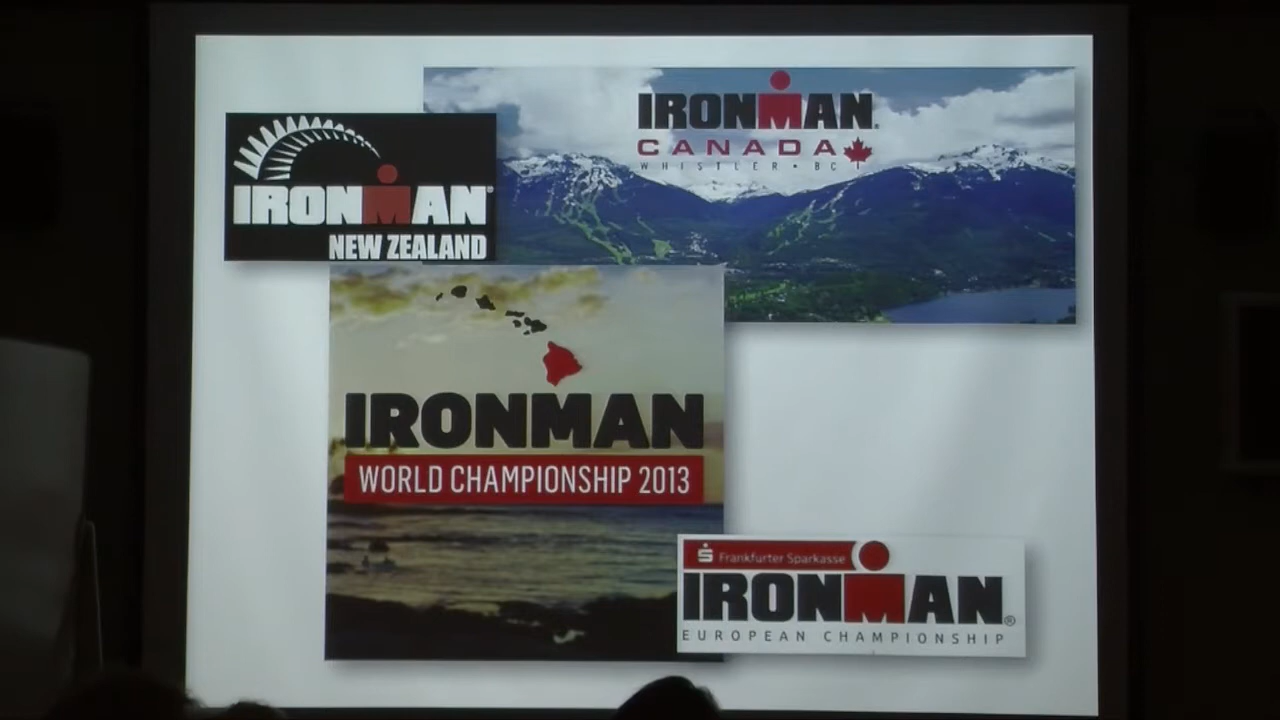 IRONMAN®
CANADA
WHISTLER • BC
IRONMAN®
NEW ZEALAND
IRONMAN
WORLD CHAMPIONSHIP 2013
Frankfurter Sparkasse
IRONMAN®
EUROPEAN CHAMPIONSHIP